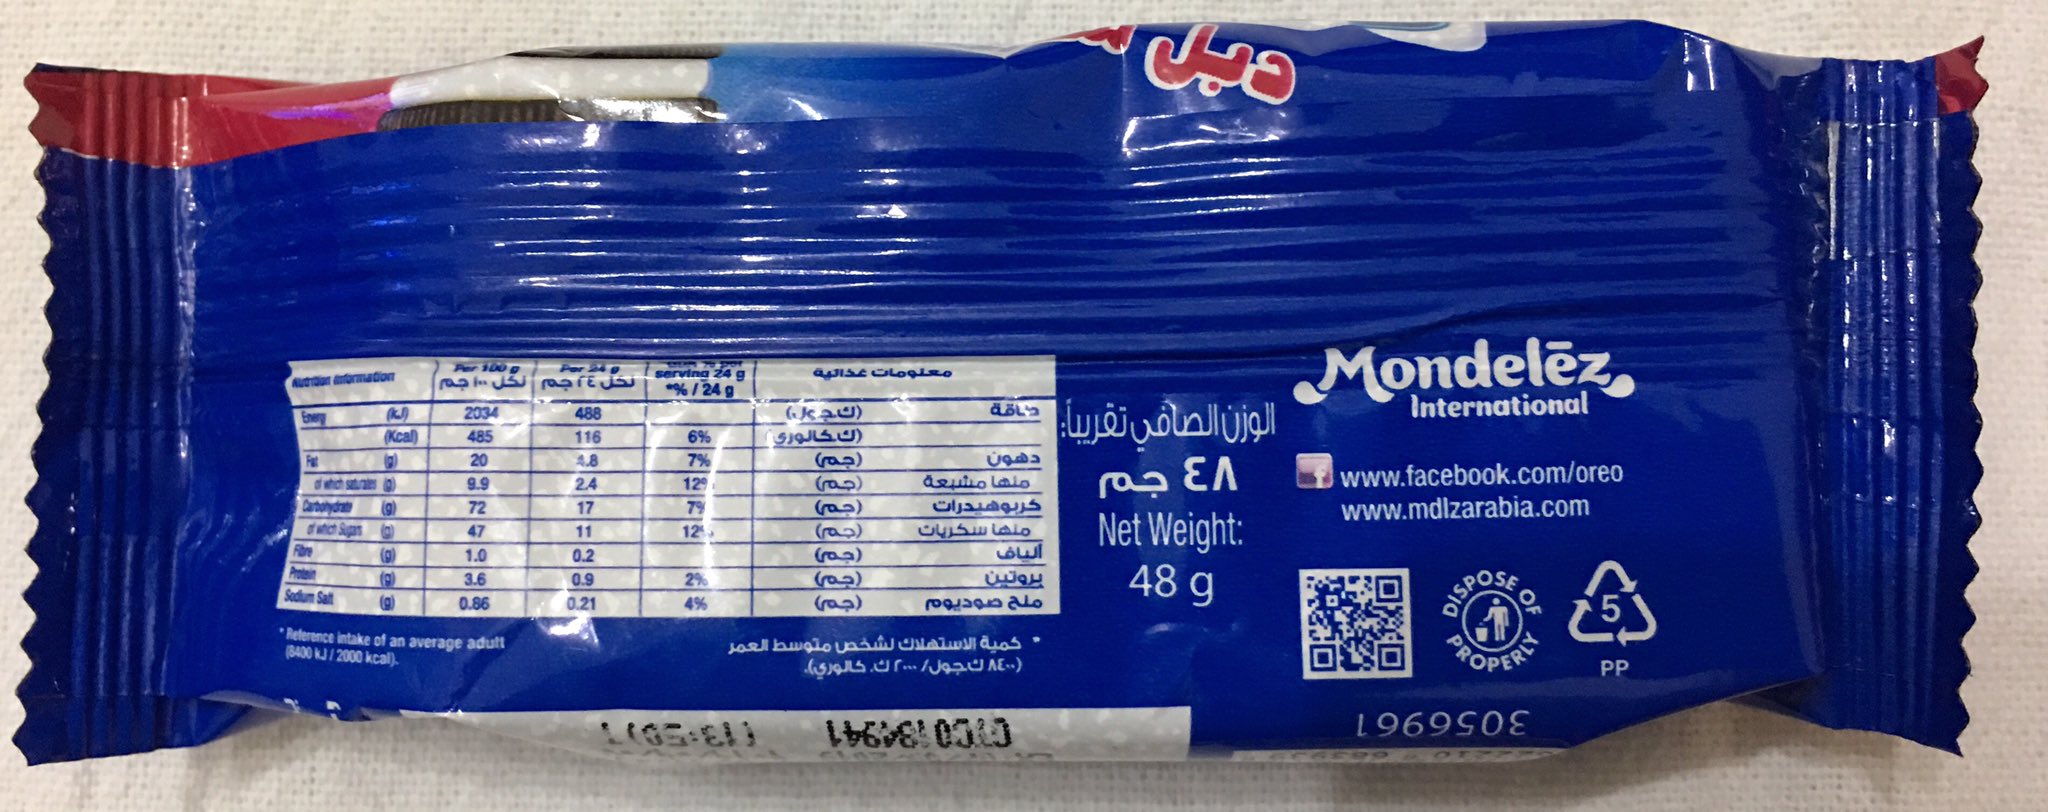 دبل
Nutrition Information
Per 100 g
لكل ١٠٠ جم
Per 24 g
لكل ٢٤ جم
serving 24 g
*% / 24 g
معلومات غذائية
Energy (kJ) 2034 488 (ك.جول) طاقة
(Kcal) 485 116 6% (ك.كالوري)
Fat (g) 20 4.8 7% (جم) دهون
of which saturates (g) 9.9 2.4 12% (جم) منها مشبعة
Carbohydrate (g) 72 17 7% (جم) كربوهيدرات
of which Sugars (g) 47 11 12% (جم) منها سكريات
Fibre (g) 1.0 0.2 (جم) ألياف
Protein (g) 3.6 0.9 2% (جم) بروتين
Sodium Salt (g) 0.86 0.21 4% (جم) ملح صوديوم
* Reference intake of an average adult
(8400 kJ / 2000 kcal).
* كمية الاستهلاك لشخص متوسط العمر
(٨٤٠٠ ك.جول/ ٢٠٠٠ ك. كالوري).
الوزن الصافي تقريباً:
٤٨ جم
Net Weight:
48 g
Mondelēz
International
www.facebook.com/oreo
www.mdlzarabia.com
DISPOSE OF
PROPERLY
5
PP
3056961